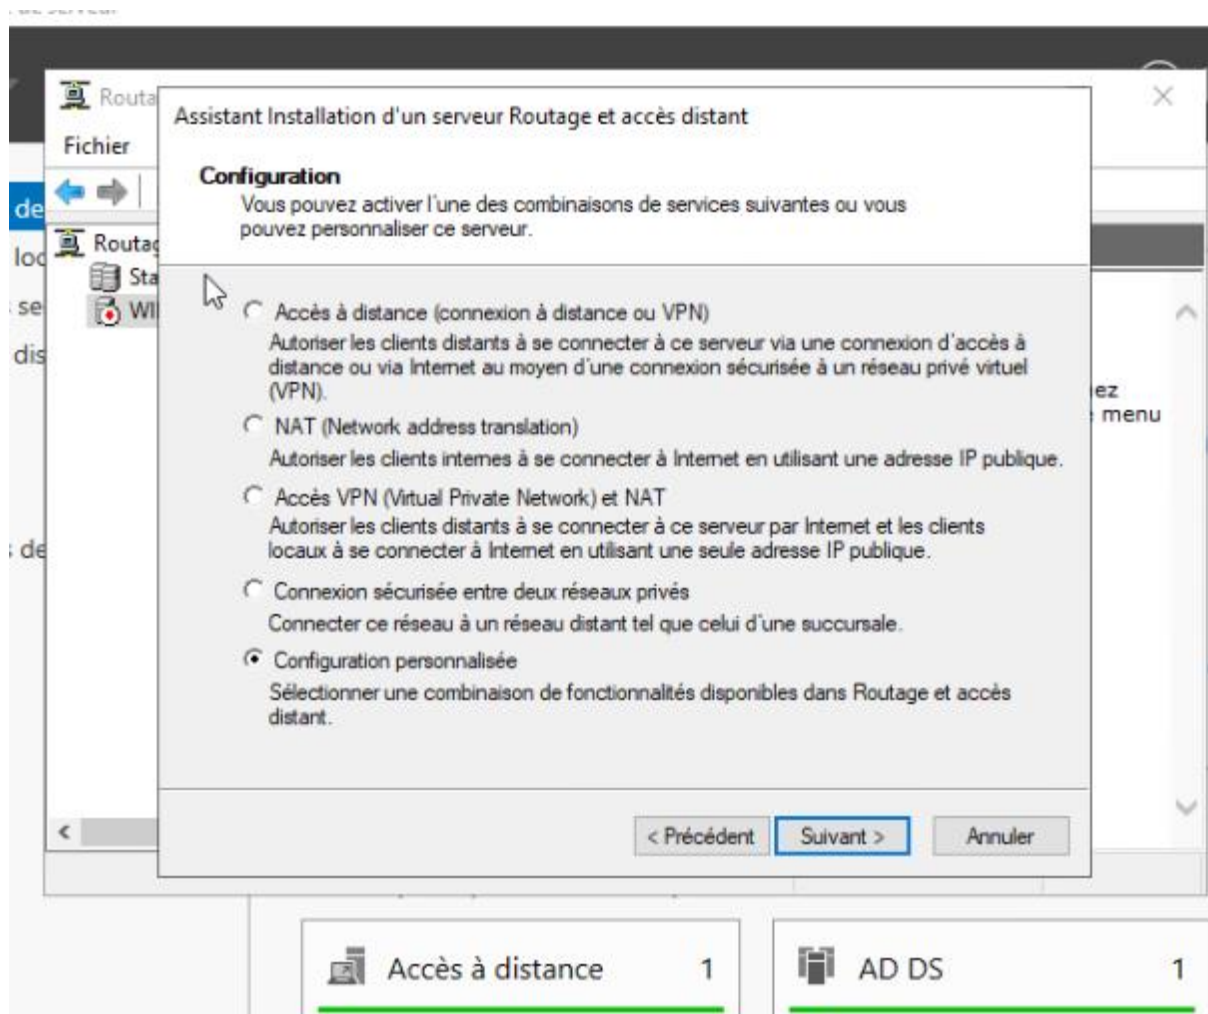 Routa
Assistant Installation d'un serveur Routage et accès distant
Fichier
Configuration
Vous pouvez activer l'une des combinaisons de services suivantes ou vous
pouvez personnaliser ce serveur.
de
Routag
loc
Sta
se
WI
dis
Accès à distance (connexion à distance ou VPN)
Autoriser les clients distants à se connecter à ce serveur via une connexion d'accès à
distance ou via Internet au moyen d'une connexion sécurisée à un réseau privé virtuel
(VPN).
ez
menu
NAT (Network address translation)
Autoriser les clients internes à se connecter à Internet en utilisant une adresse IP publique.
Accès VPN (Virtual Private Network) et NAT
Autoriser les clients distants à se connecter à ce serveur par Internet et les clients
locaux à se connecter à Internet en utilisant une seule adresse IP publique.
de
Connexion sécurisée entre deux réseaux privés
Connecter ce réseau à un réseau distant tel que celui d'une succursale.
Configuration personnalisée
Sélectionner une combinaison de fonctionnalités disponibles dans Routage et accès
distant.
< Précédent Suivant > Annuler
Accès à distance 1
AD DS 1